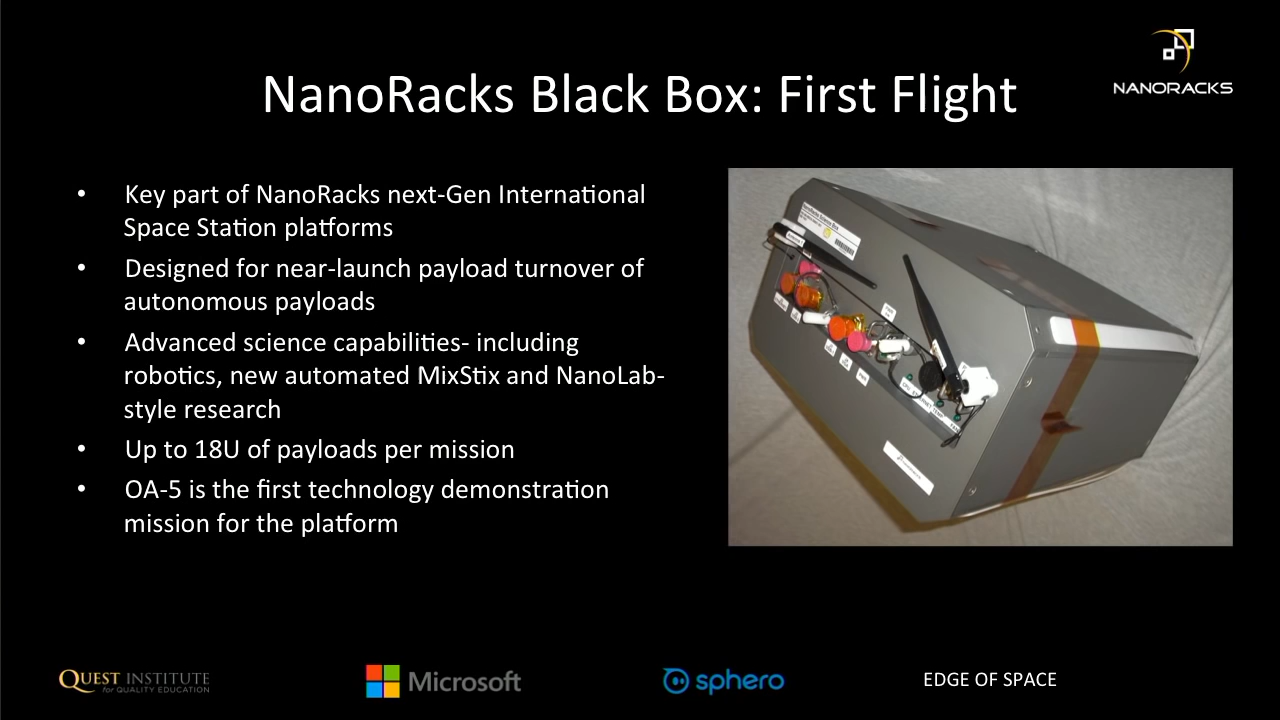 NanoRacks Black Box: First Flight
NANORACKS
• Key part of NanoRacks next-Gen International
Space Station platforms
• Designed for near-launch payload turnover of
autonomous payloads
• Advanced science capabilities- including
robotics, new automated MixStix and NanoLab-
style research
• Up to 18U of payloads per mission
• OA-5 is the first technology demonstration
mission for the platform
NanoRacks Science Box
QUEST INSTITUTE
for QUALITY EDUCATION
Microsoft
sphero
EDGE OF SPACE